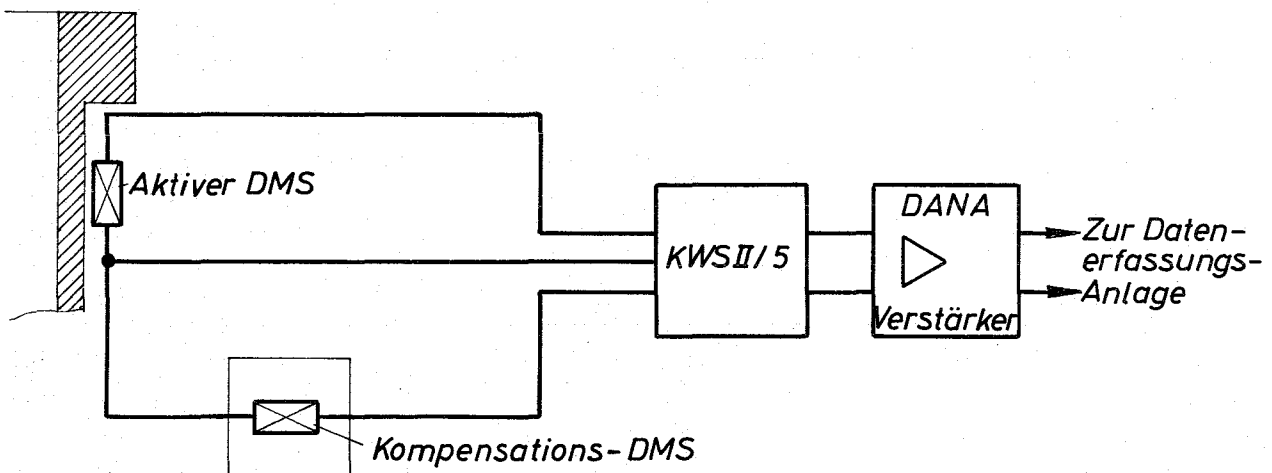 Aktiver DMS
KWSII/5
DANA
Verstärker
Zur Daten-
erfassungs-
Anlage
Kompensations-DMS